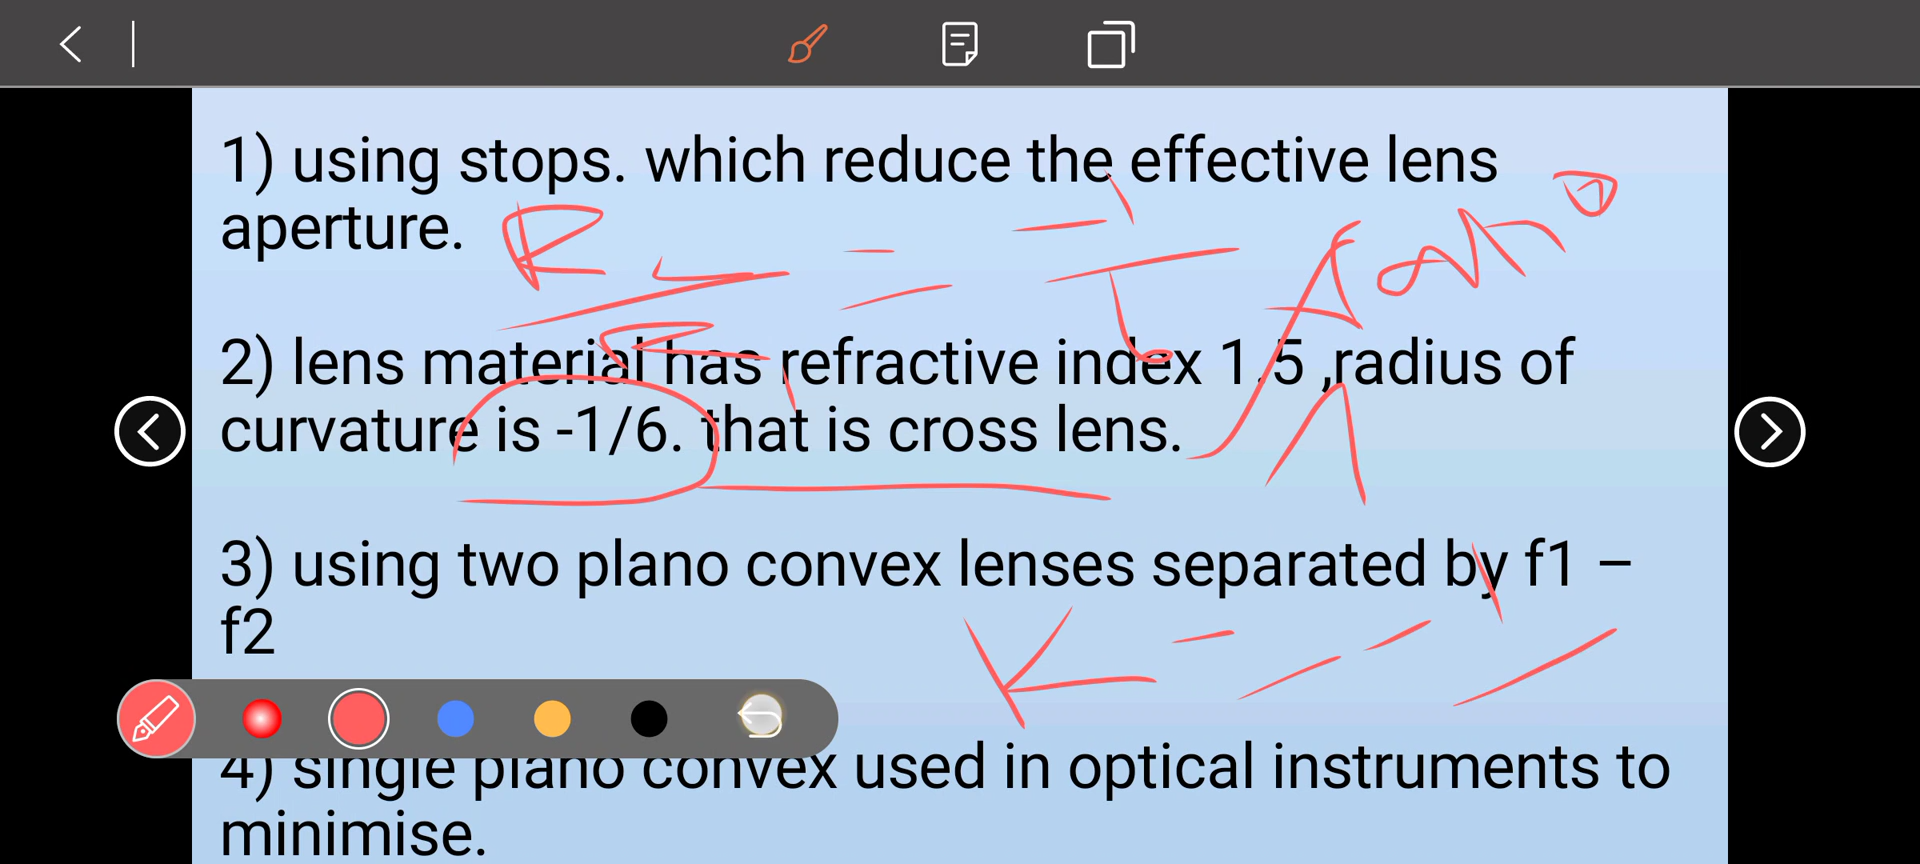 1) using stops. which reduce the effective lens
aperture.
2) lens material has refractive index 1.5 ,radius of
curvature is -1/6. that is cross lens.
3) using two plano convex lenses separated by f1 –
f2
4) single plano convex used in optical instruments to
minimise.